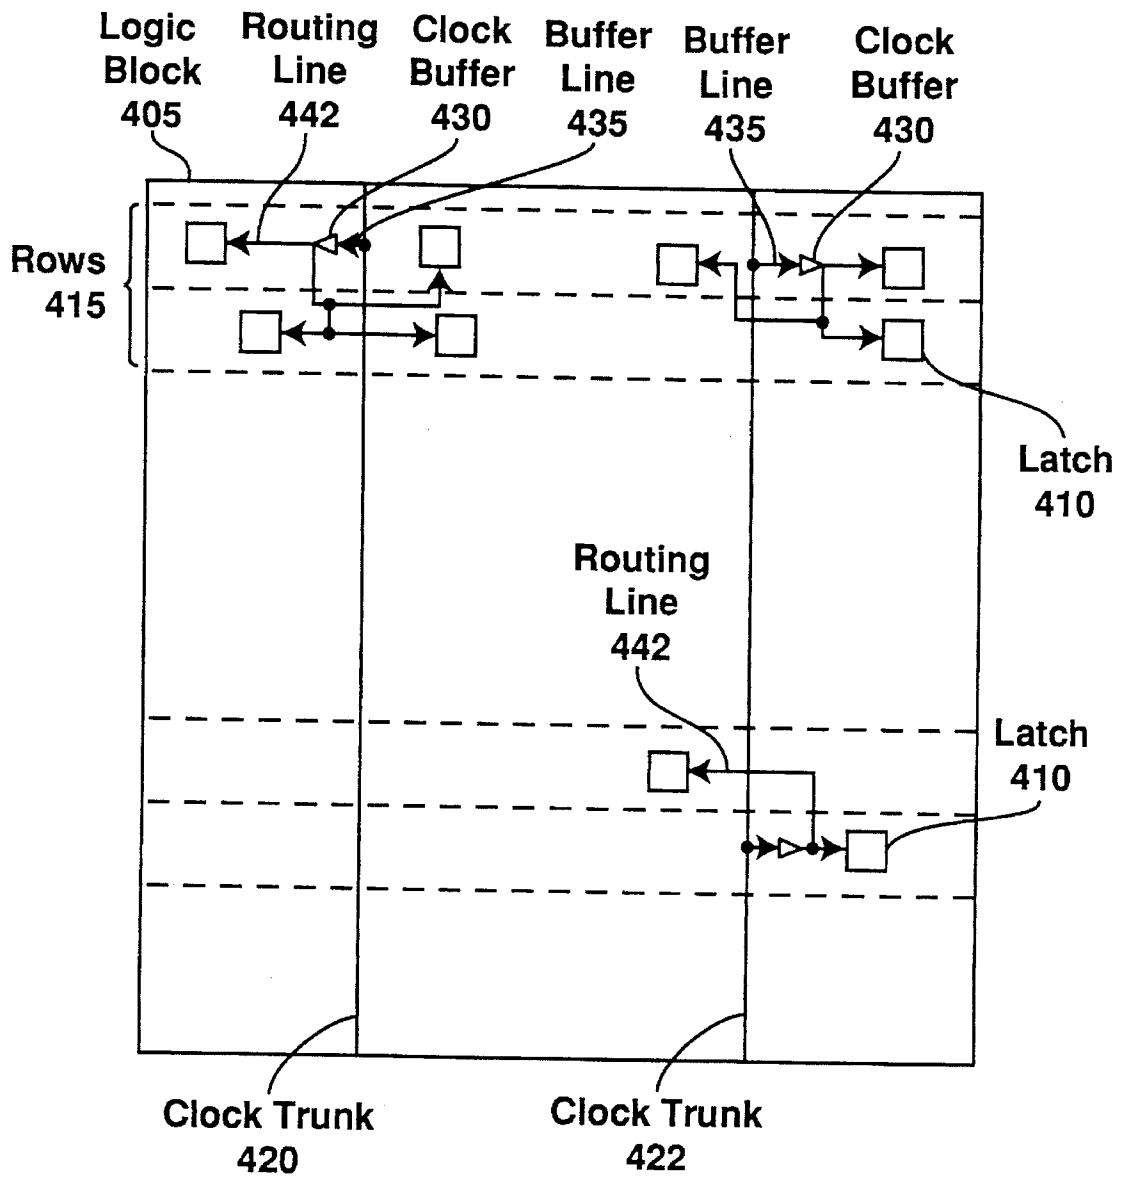 Logic
Block
405
Routing
Line
442
Clock
Buffer
430
Buffer
Line
435
Buffer
Line
435
Clock
Buffer
430
Rows
415
Latch
410
Routing
Line
442
Latch
410
Clock Trunk
420
Clock Trunk
422